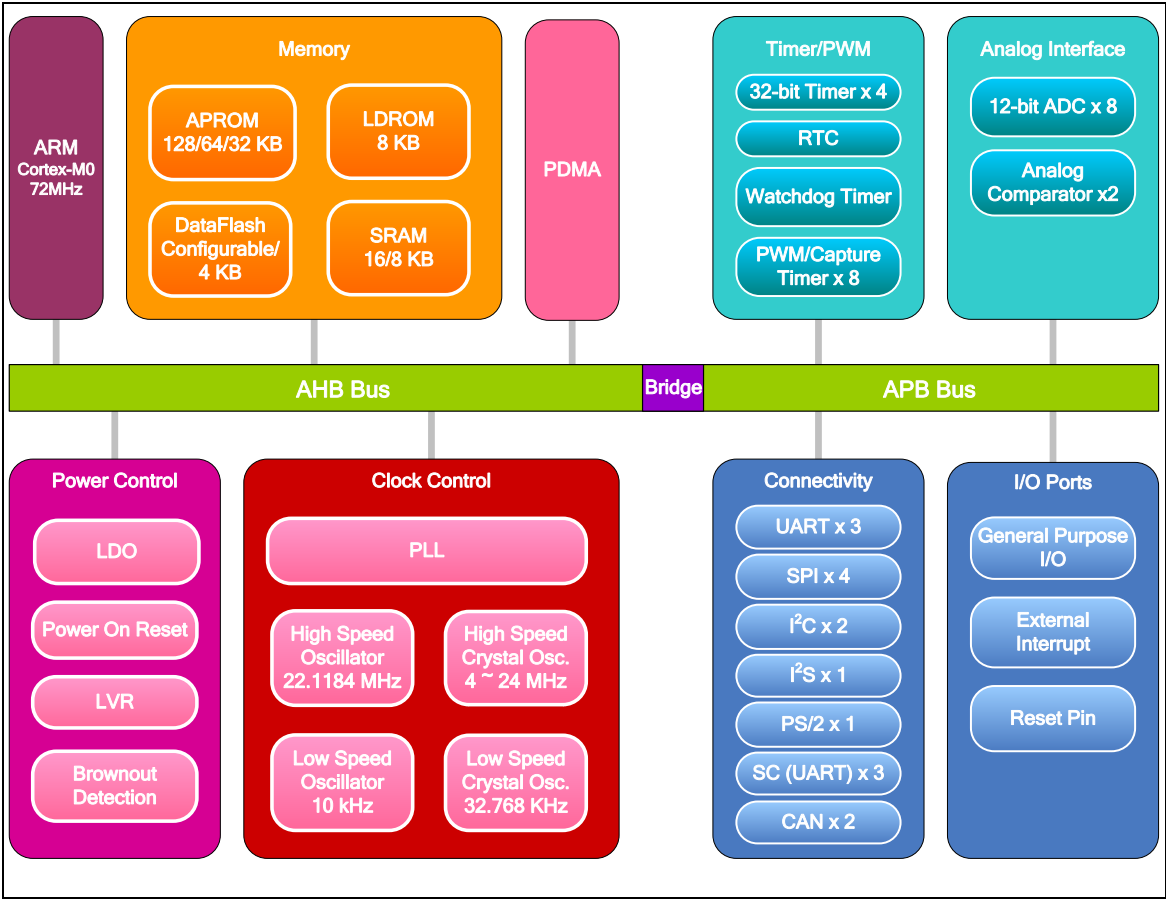 ARM
Cortex-M0
72MHz
Memory
APROM
128/64/32 KB
LDROM
8 KB
DataFlash
Configurable/
4 KB
SRAM
16/8 KB
PDMA
Timer/PWM
32-bit Timer x 4
RTC
Watchdog Timer
PWM/Capture
Timer x 8
Analog Interface
12-bit ADC x 8
Analog
Comparator x2
AHB Bus
Bridge
APB Bus
Power Control
LDO
Power On Reset
LVR
Brownout
Detection
Clock Control
PLL
High Speed
Oscillator
22.1184 MHz
High Speed
Crystal Osc.
4 ~ 24 MHz
Low Speed
Oscillator
10 kHz
Low Speed
Crystal Osc.
32.768 KHz
Connectivity
UART x 3
SPI x 4
I²C x 2
I²S x 1
PS/2 x 1
SC (UART) x 3
CAN x 2
I/O Ports
General Purpose
I/O
External
Interrupt
Reset Pin